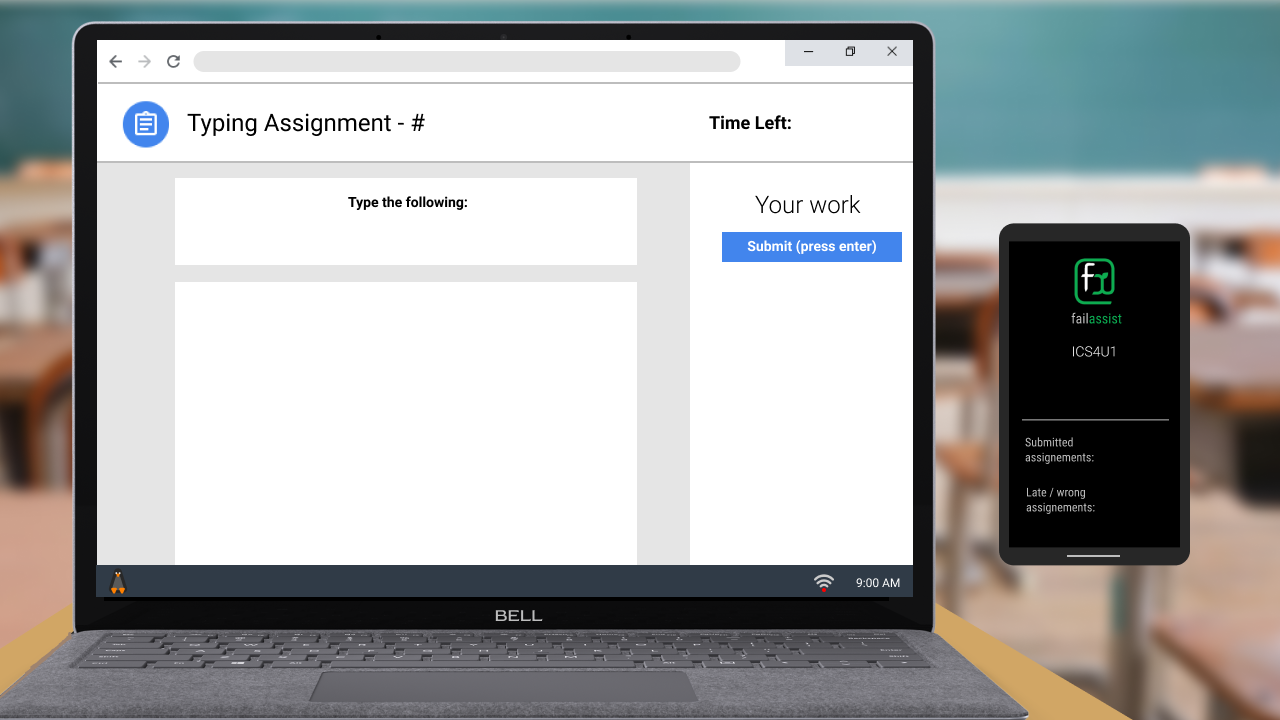 Typing Assignment - #
Time Left:
Type the following:
Your work
Submit (press enter)
fx
failassist
ICS4U1
Submitted
assignements:
Late / wrong
assignements:
9:00 AM
BELL